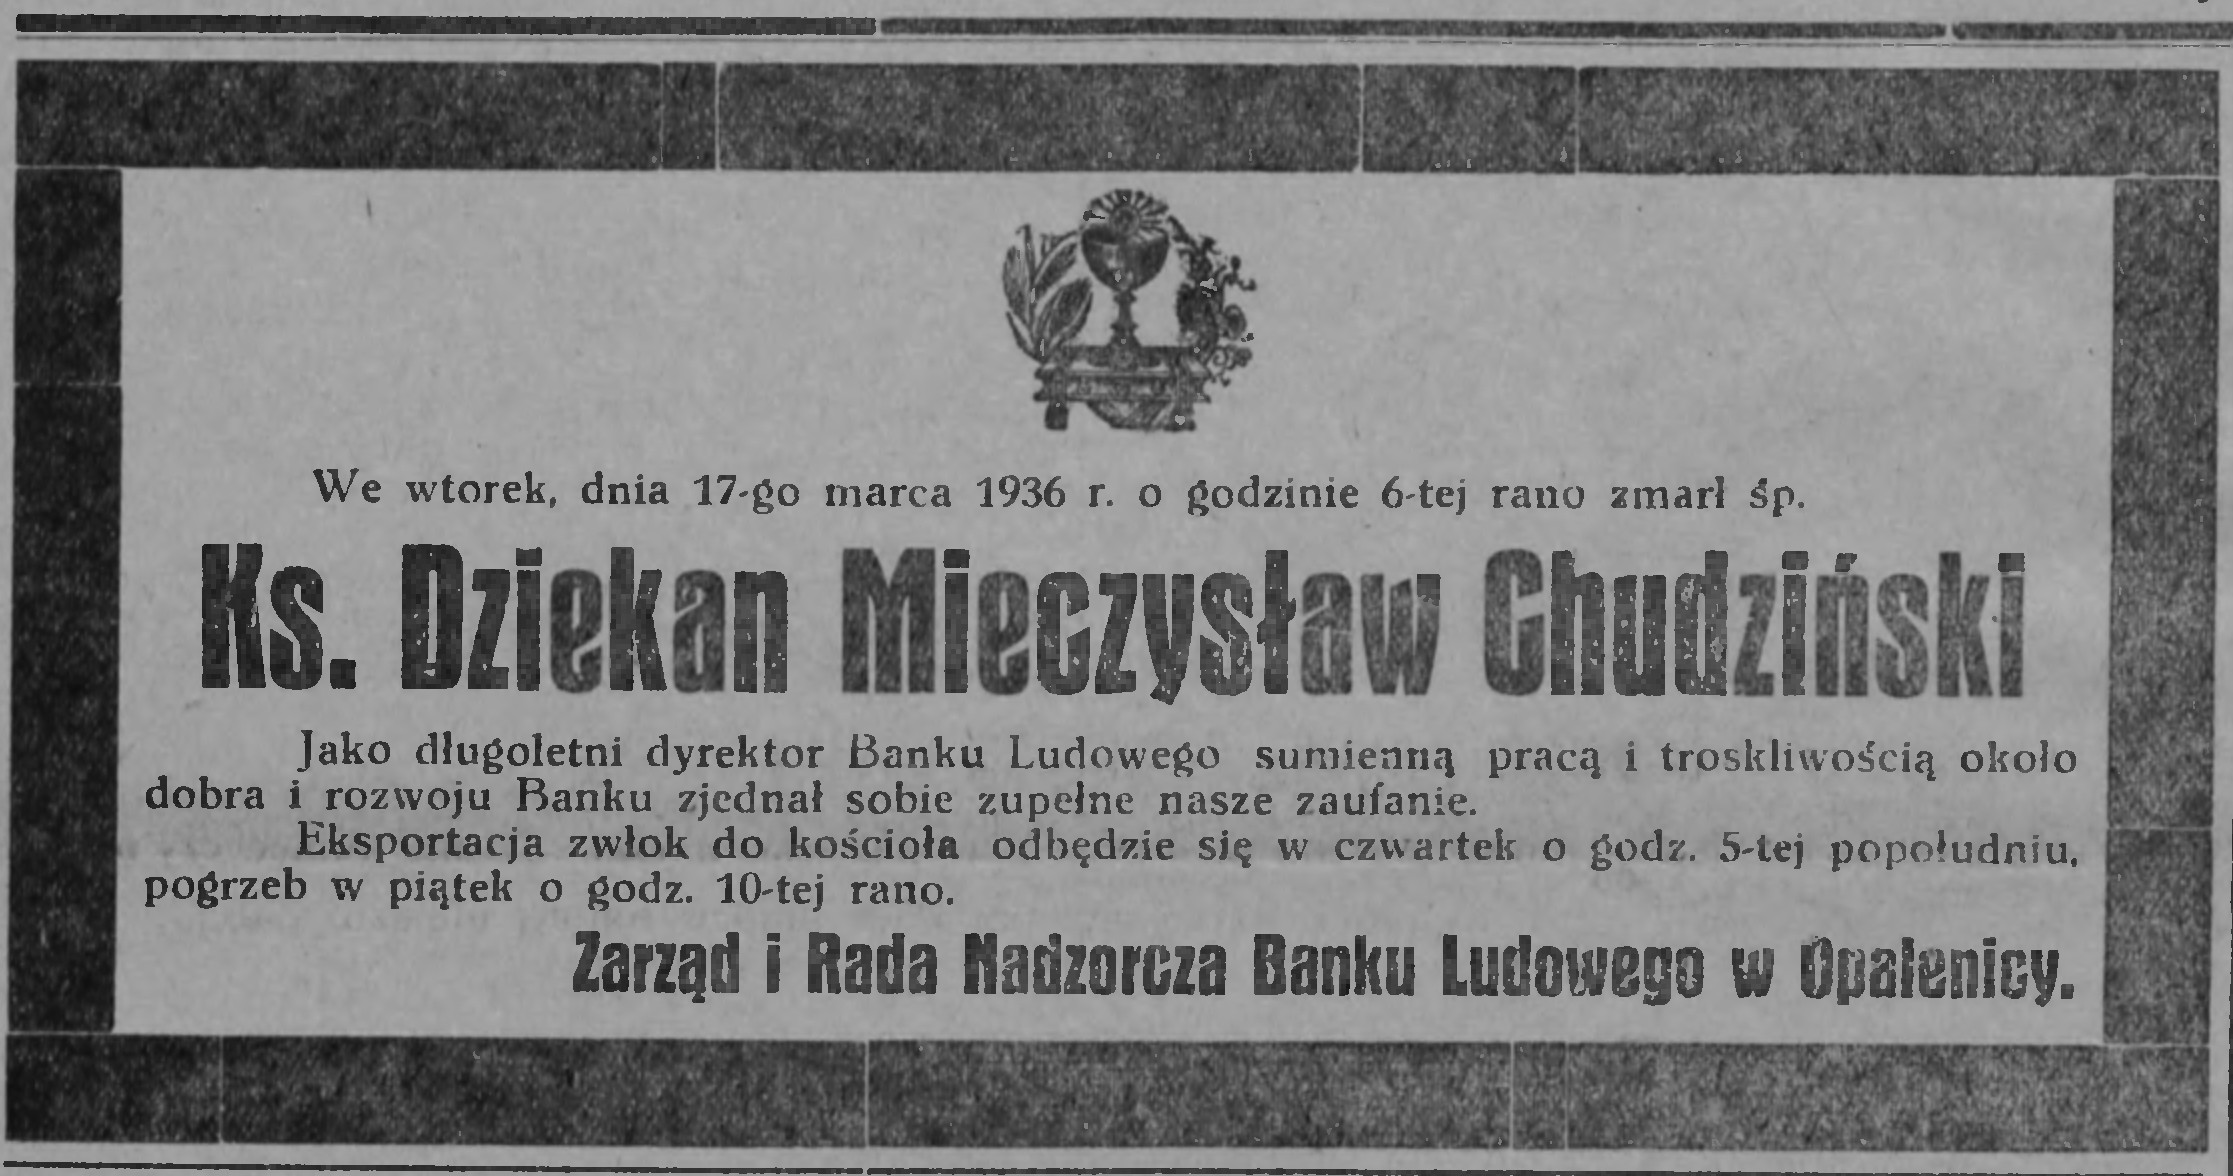 We wtorek, dnia 17-go marca 1936 r. o godzinie 6-tej rano zmarł śp.
Ks. Dziekan Mieczysław Chudziński
Jako długoletni dyrektor Banku Ludowego sumienną pracą i troskliwością około
dobra i rozwoju Banku zjednał sobie zupełne nasze zaufanie.
Eksportacja zwłok do kościoła odbędzie się w czwartek o godz. 5-tej popołudniu,
pogrzeb w piątek o godz. 10-tej rano.
Zarząd i Rada Nadzorcza Banku Ludowego w Opalenicy.